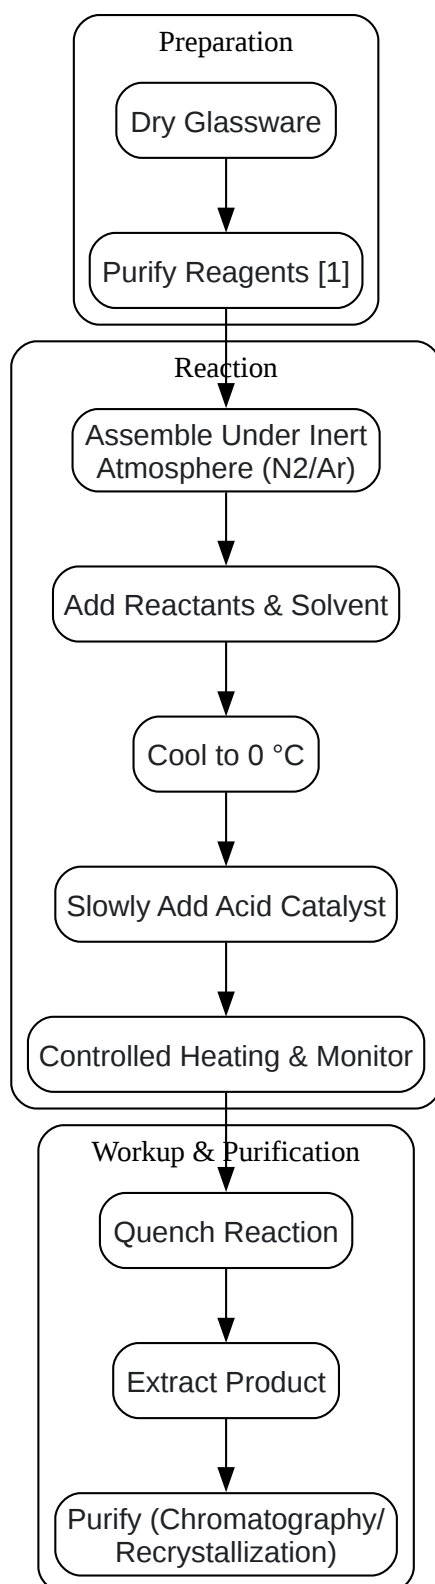 Preparation
Dry Glassware
Purify Reagents [1]
Reaction
Assemble Under Inert
Atmosphere (N2/Ar)
Add Reactants & Solvent
Cool to 0 °C
Slowly Add Acid Catalyst
Controlled Heating & Monitor
Workup & Purification
Quench Reaction
Extract Product
Purify (Chromatography/
Recrystallization)